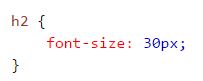 h2 {
    font-size: 30px;
}